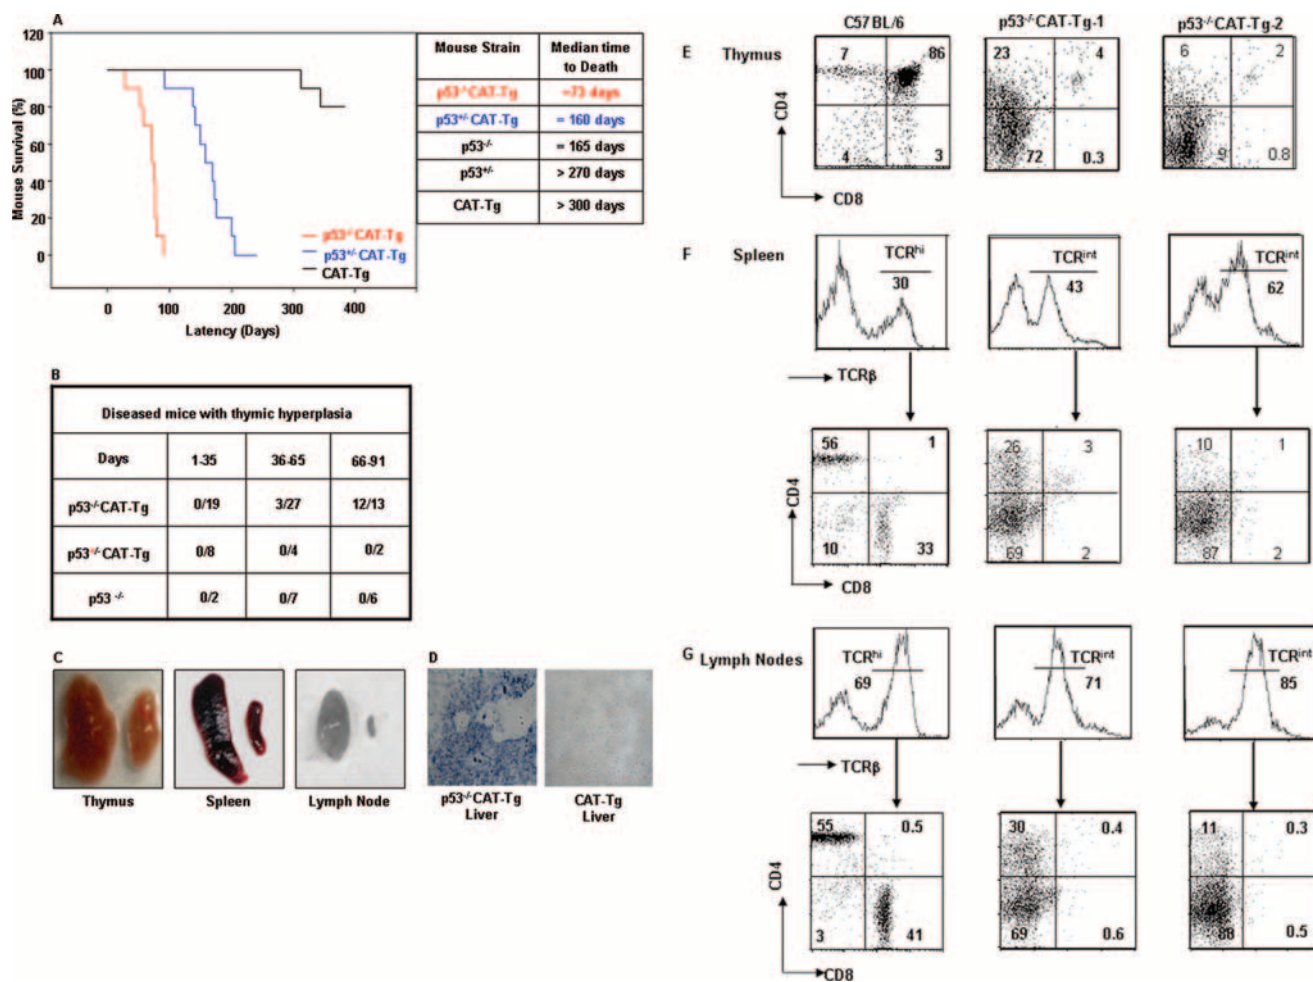 A
120
100
80
60
40
20
0
Mouse Survival (%)
0 100 200 300 400
Latency (Days)
p53-/-CAT-Tg
p53+/-CAT-Tg
CAT-Tg
Mouse Strain Median time to Death
p53-/-CAT-Tg =73 days
p53+/-CAT-Tg = 160 days
p53-/- = 165 days
p53+/- > 270 days
CAT-Tg > 300 days
B
Diseased mice with thymic hyperplasia
Days 1-35 36-65 66-91
p53-/-CAT-Tg 0/19 3/27 12/13
p53+/-CAT-Tg 0/8 0/4 0/2
p53 -/- 0/2 0/7 0/6
C
Thymus Spleen Lymph Node
D
p53-/-CAT-Tg
Liver
CAT-Tg
Liver
C57BL/6 p53-/-CAT-Tg-1 p53-/-CAT-Tg-2
E Thymus
CD4
CD8
7 86
4 3
23 4
72 0.3
6 2
9 0.8
F Spleen
TCRhi
30
TCRint
43
TCRint
62
TCRβ
CD4
CD8
56 1
10 33
26 3
69 2
10 1
87 2
G Lymph Nodes
TCRhi
69
TCRint
71
TCRint
85
TCRβ
CD4
CD8
55 0.5
3 41
30 0.4
69 0.6
11 0.3
88 0.5